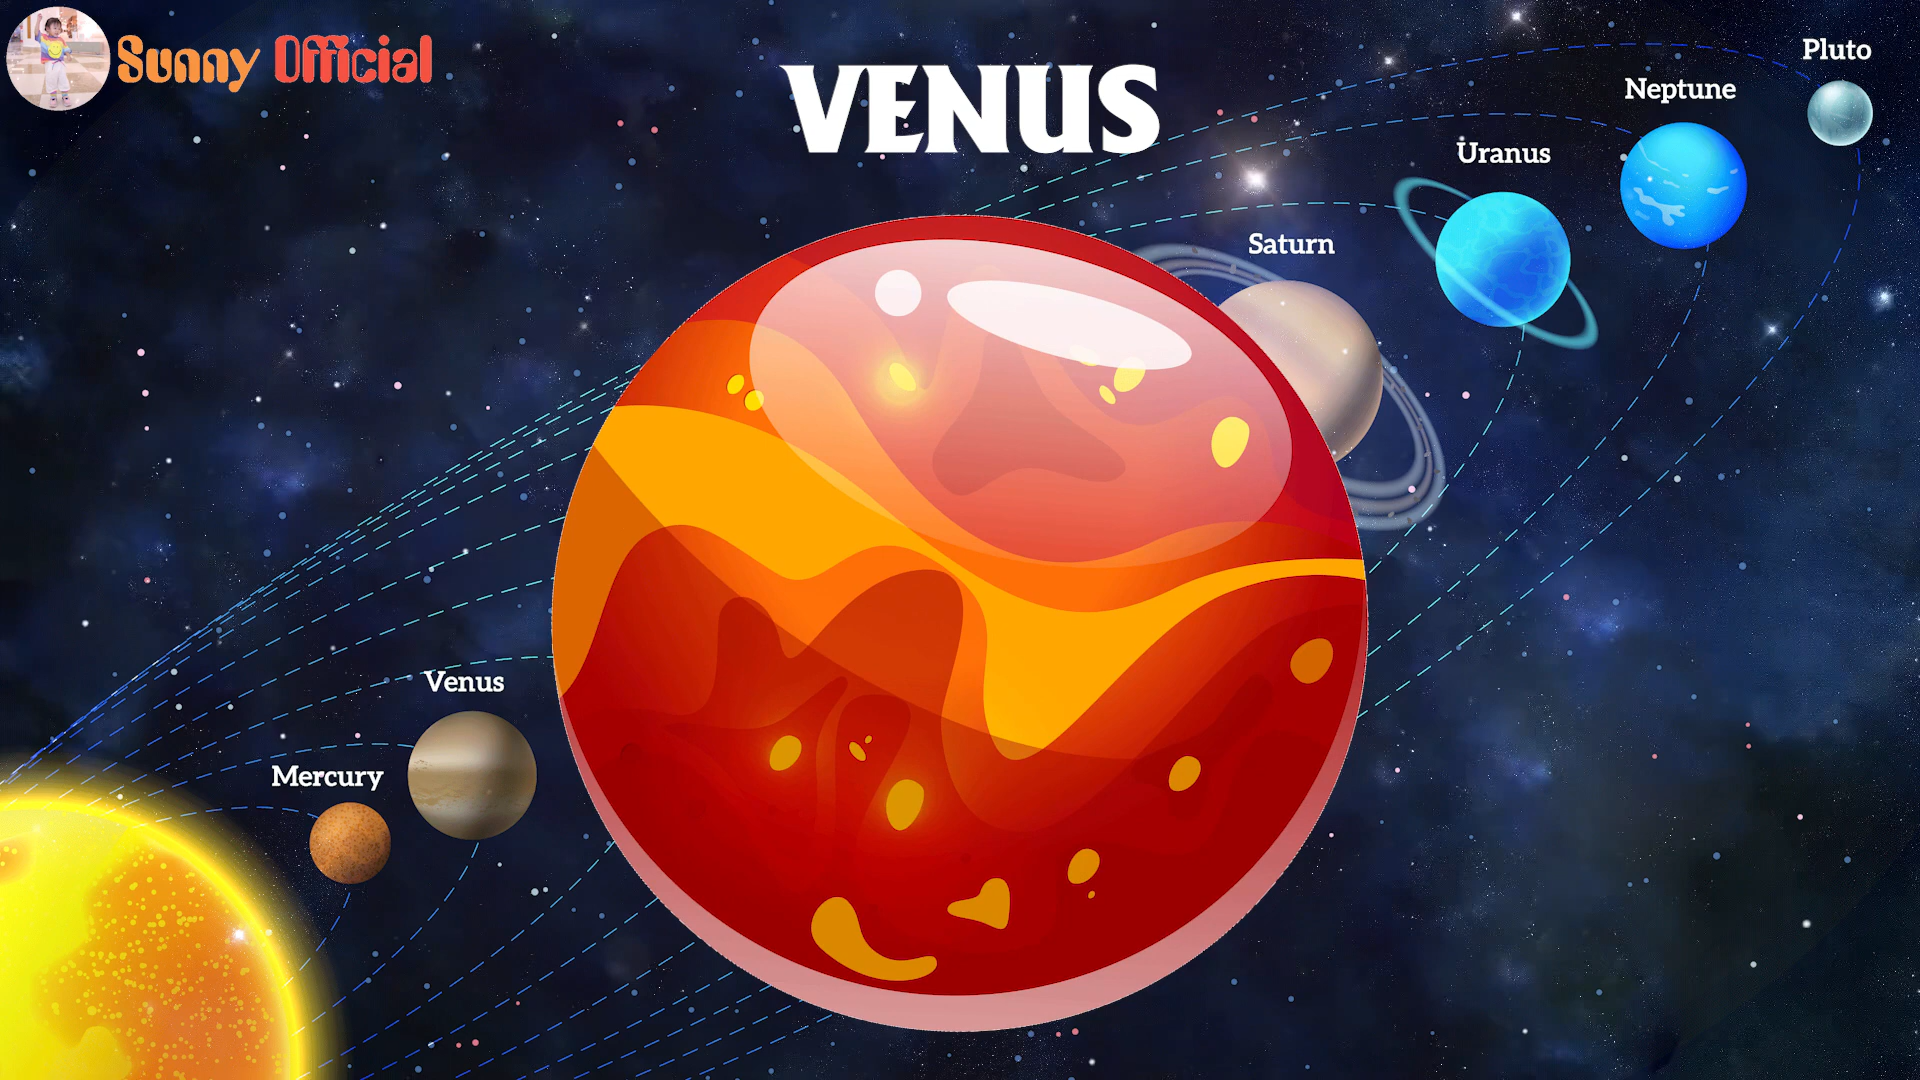 Sunny Official
VENUS
Pluto
Neptune
Uranus
Saturn
Venus
Mercury